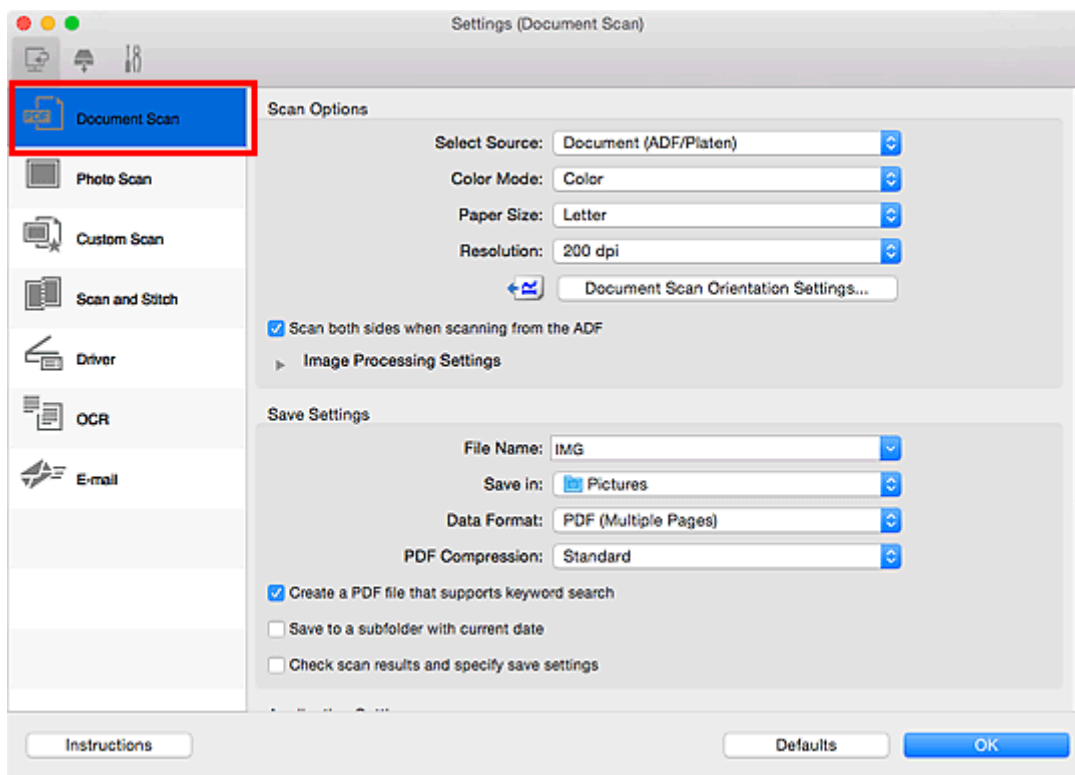 Settings (Document Scan)
Document Scan
Photo Scan
Custom Scan
Scan and Stitch
Driver
OCR
E-mail
Scan Options
Select Source: Document (ADF/Platen)
Color Mode: Color
Paper Size: Letter
Resolution: 200 dpi
Document Scan Orientation Settings...
Scan both sides when scanning from the ADF
Image Processing Settings
Save Settings
File Name: IMG
Save in: Pictures
Data Format: PDF (Multiple Pages)
PDF Compression: Standard
Create a PDF file that supports keyword search
Save to a subfolder with current date
Check scan results and specify save settings
Instructions
Defaults
OK